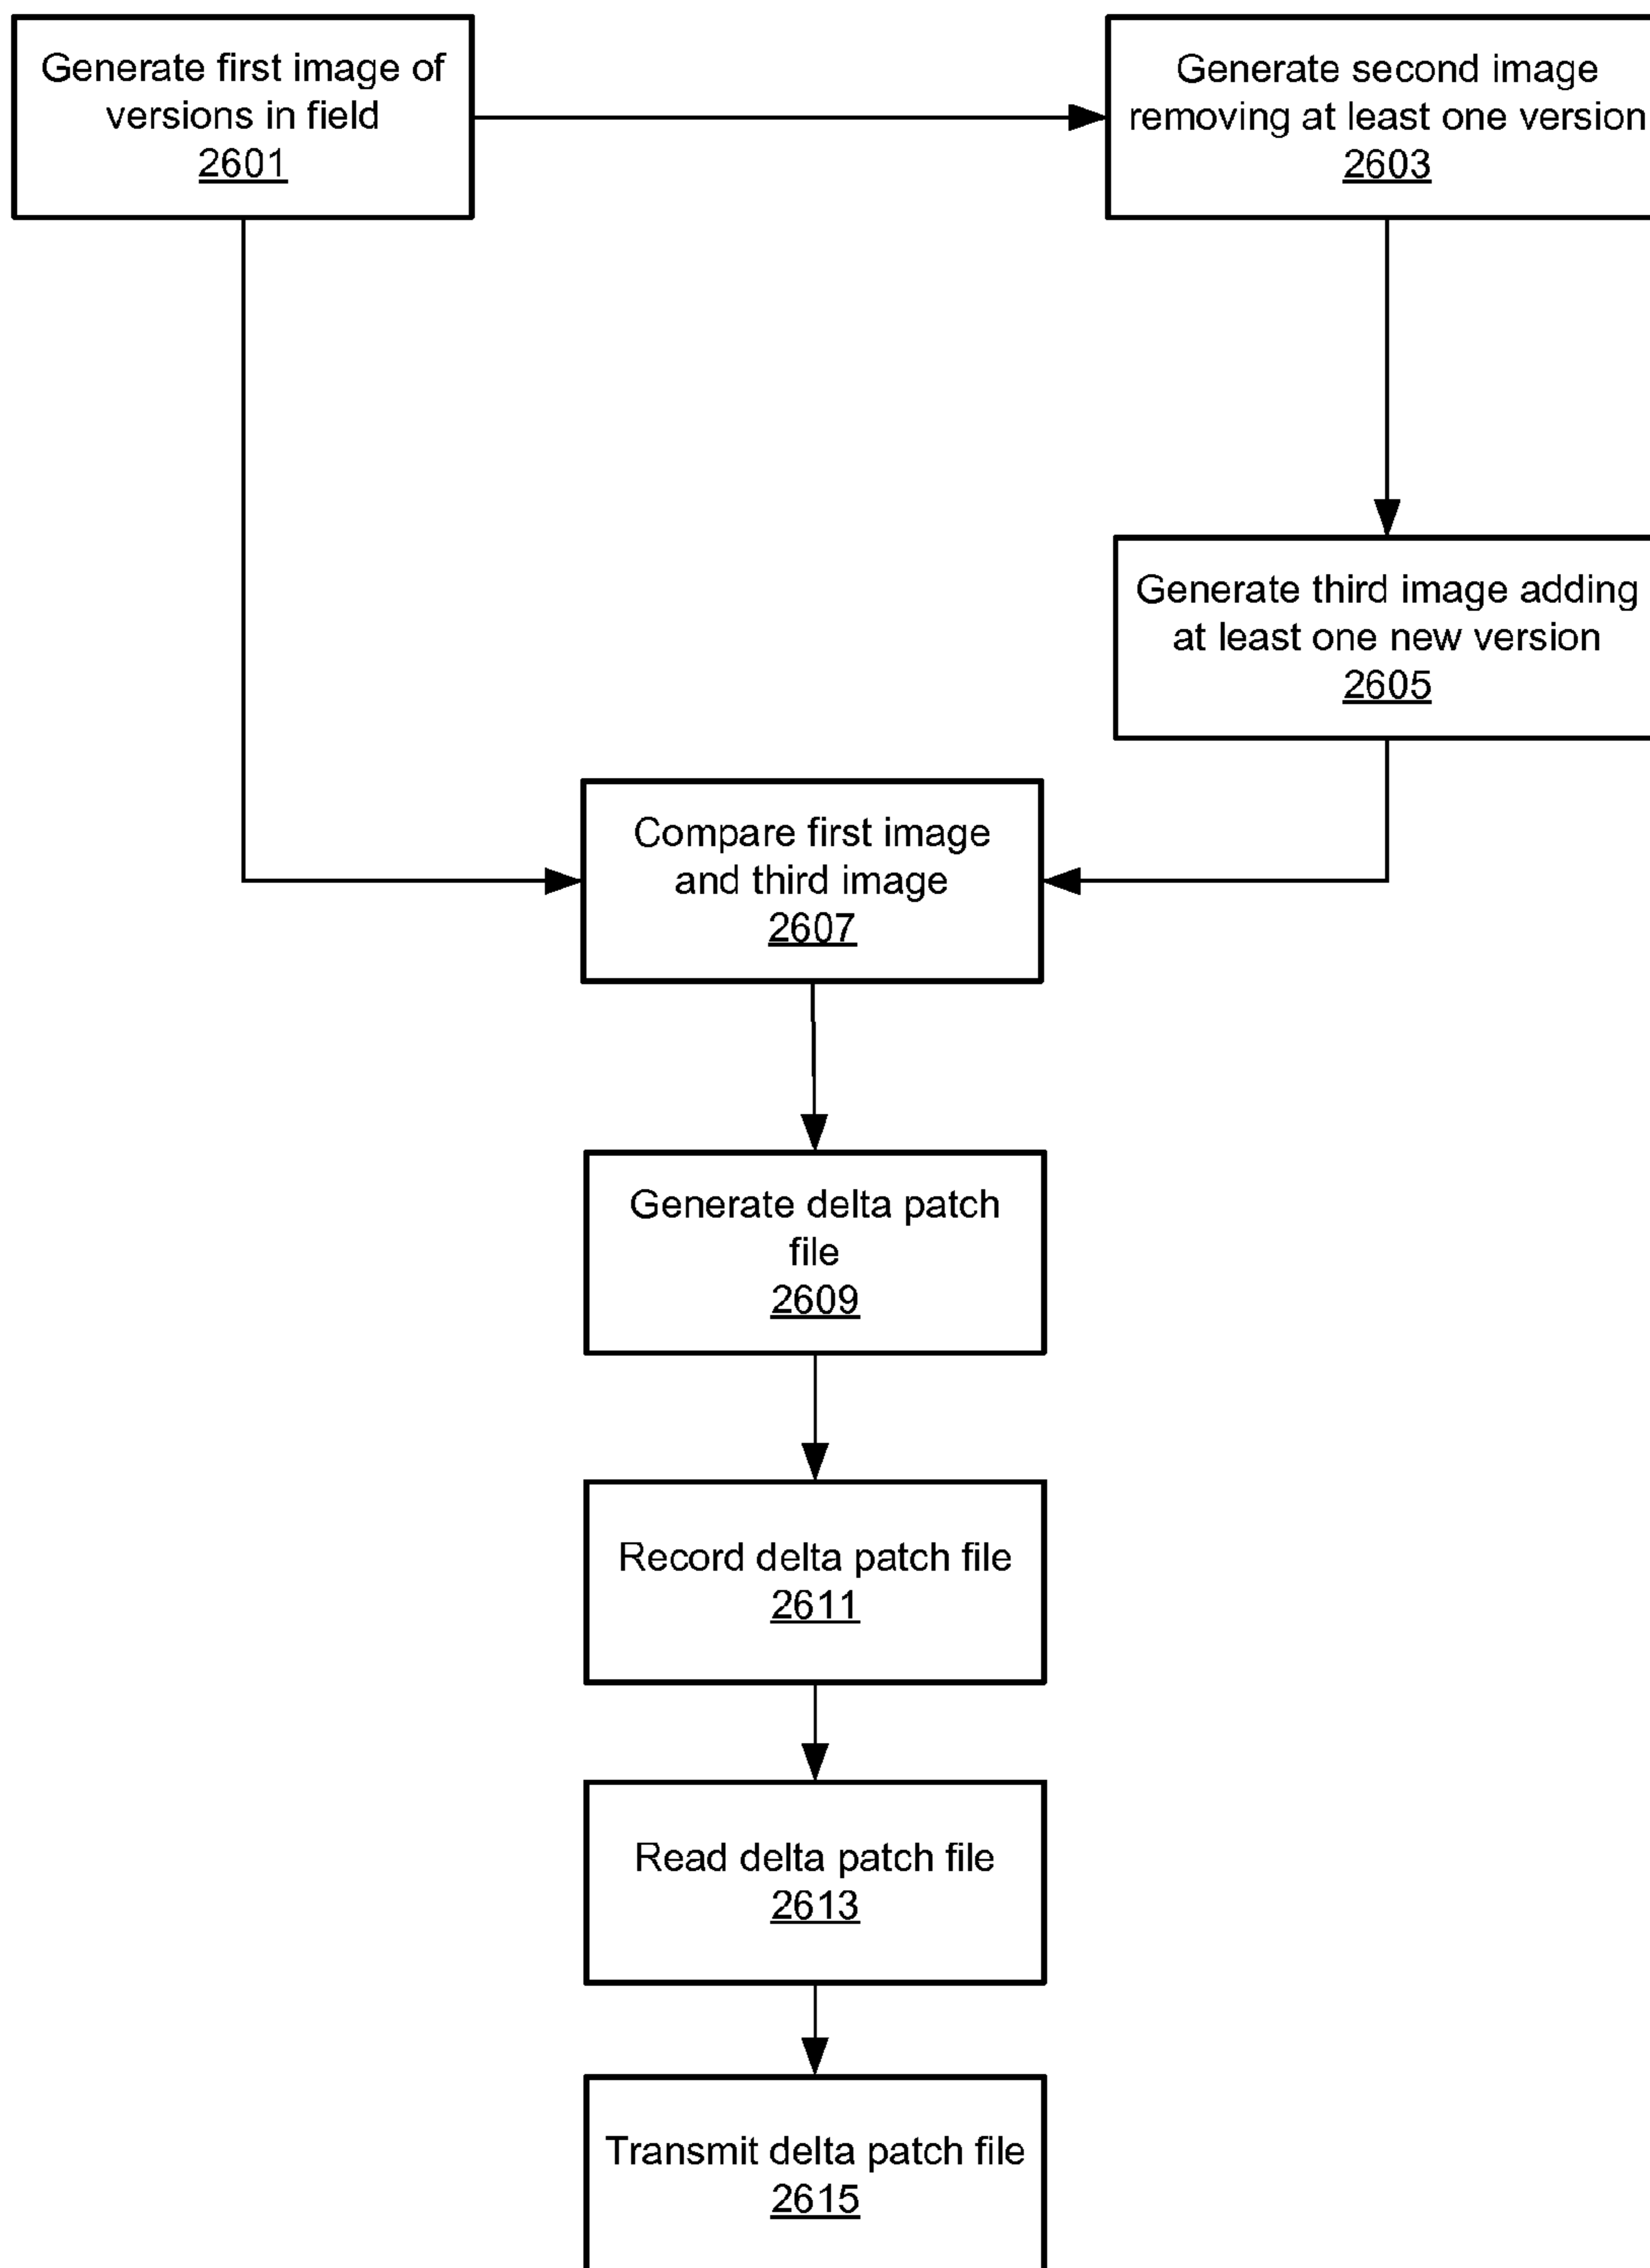 Generate first image of
versions in field
2601
Generate second image
removing at least one version
2603
Generate third image adding
at least one new version
2605
Compare first image
and third image
2607
Generate delta patch
file
2609
Record delta patch file
2611
Read delta patch file
2613
Transmit delta patch file
2615